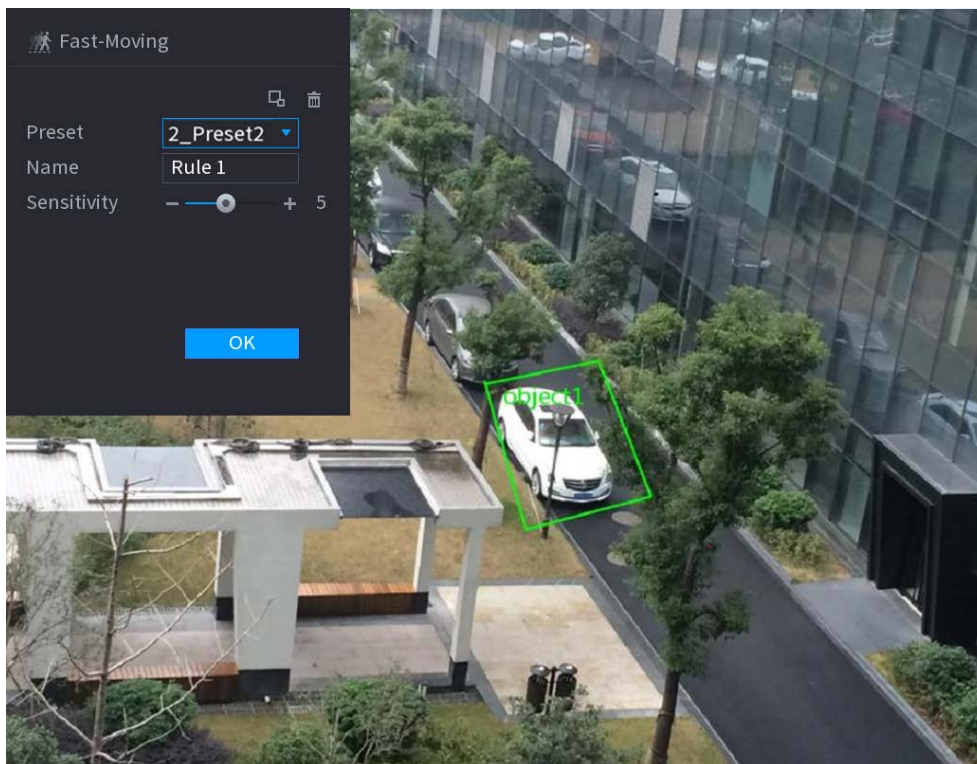 Fast-Moving
Preset 2_Preset2
Name Rule 1
Sensitivity − + 5
OK
object1